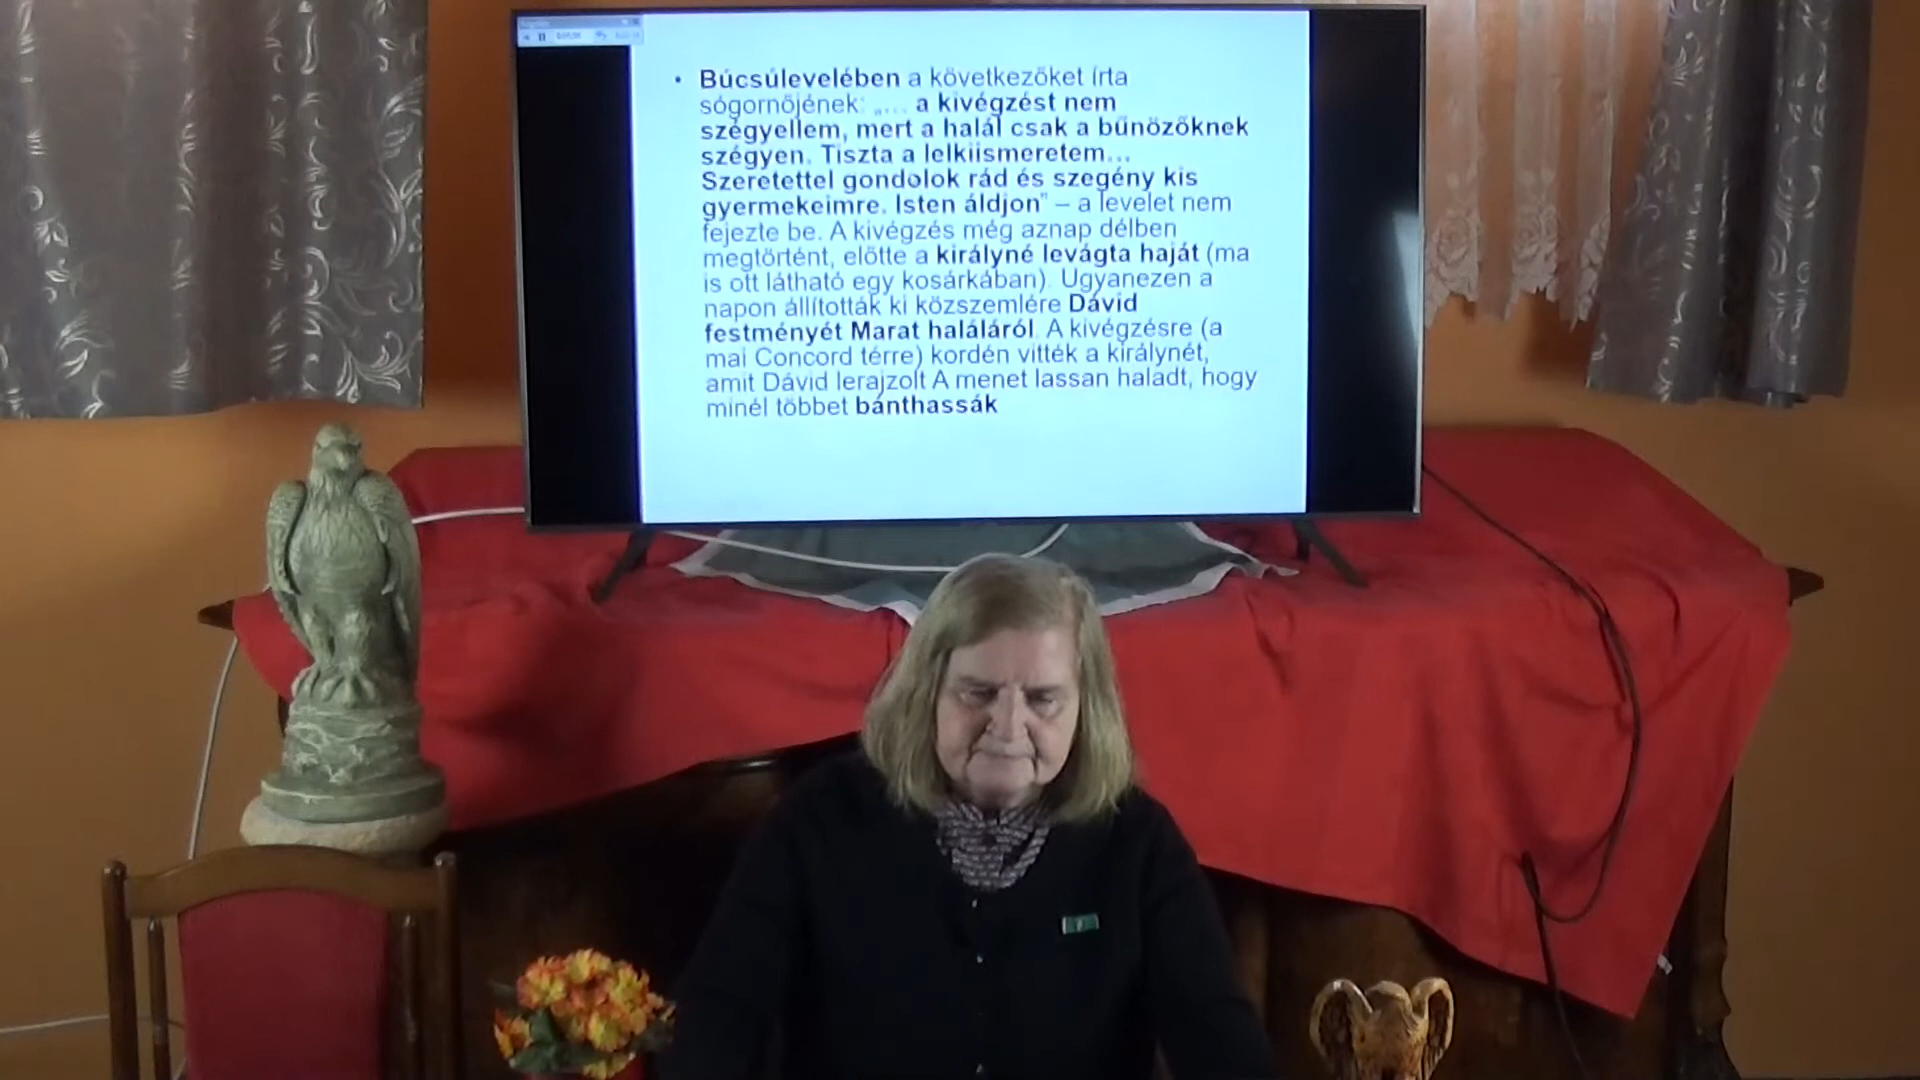 • Búcsúlevelében a következőket írta
sógornőjének: „… a kivégzést nem
szégyellem, mert a halál csak a bűnözőknek
szégyen. Tiszta a lelkiismeretem…
Szeretettel gondolok rád és szegény kis
gyermekeimre. Isten áldjon" – a levelet nem
fejezte be. A kivégzés még aznap délben
megtörtént, előtte a királyné levágta haját (ma
is ott látható egy kosárkában). Ugyanezen a
napon állították ki közszemlére Dávid
festményét Marat haláláról. A kivégzésre (a
mai Concord térre) kordén vitték a királynét,
amit Dávid lerajzolt A menet lassan haladt, hogy
minél többet bánthassák